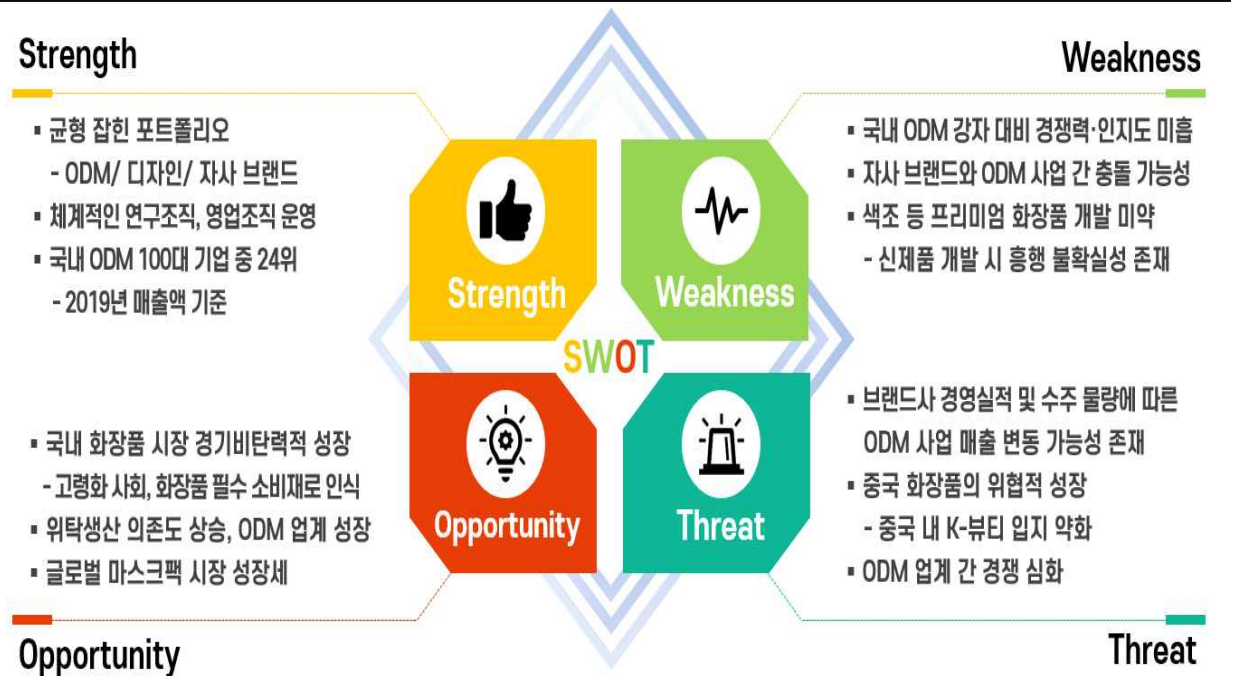 Strength
▪ 균형 잡힌 포트폴리오
- ODM/ 디자인/ 자사 브랜드
▪ 체계적인 연구조직, 영업조직 운영
▪ 국내 ODM 100대 기업 중 24위
- 2019년 매출액 기준
Weakness
▪ 국내 ODM 강자 대비 경쟁력·인지도 미흡
▪ 자사 브랜드와 ODM 사업 간 충돌 가능성
▪ 색조 등 프리미엄 화장품 개발 미약
- 신제품 개발 시 흥행 불확실성 존재
Strength
Weakness
SWOT
Opportunity
Threat
▪ 국내 화장품 시장 경기비탄력적 성장
- 고령화 사회, 화장품 필수 소비재로 인식
▪ 위탁생산 의존도 상승, ODM 업계 성장
▪ 글로벌 마스크팩 시장 성장세
Opportunity
▪ 브랜드사 경영실적 및 수주 물량에 따른
ODM 사업 매출 변동 가능성 존재
▪ 중국 화장품의 위협적 성장
- 중국 내 K-뷰티 입지 약화
▪ ODM 업계 간 경쟁 심화
Threat